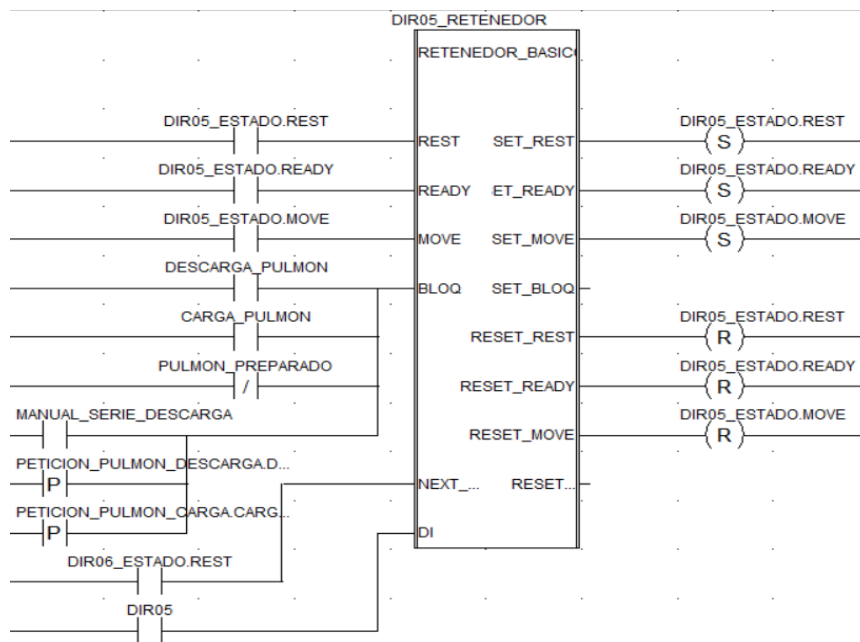 DIR05_RETENEDOR
RETENEDOR_BASIC
DIR05_ESTADO.REST
REST
SET_REST
DIR05_ESTADO.REST
S
DIR05_ESTADO.READY
READY
ET_READY
DIR05_ESTADO.READY
S
DIR05_ESTADO.MOVE
MOVE
SET_MOVE
DIR05_ESTADO.MOVE
S
DESCARGA_PULMON
BLOQ
SET_BLOQ
CARGA_PULMON
RESET_REST
DIR05_ESTADO.REST
R
PULMON_PREPARADO
/
RESET_READY
DIR05_ESTADO.READY
R
MANUAL_SERIE_DESCARGA
RESET_MOVE
DIR05_ESTADO.MOVE
R
PETICION_PULMON_DESCARGA.D...
P
NEXT_...
RESET...
PETICION_PULMON_CARGA.CARG...
P
DI
DIR06_ESTADO.REST
DIR05